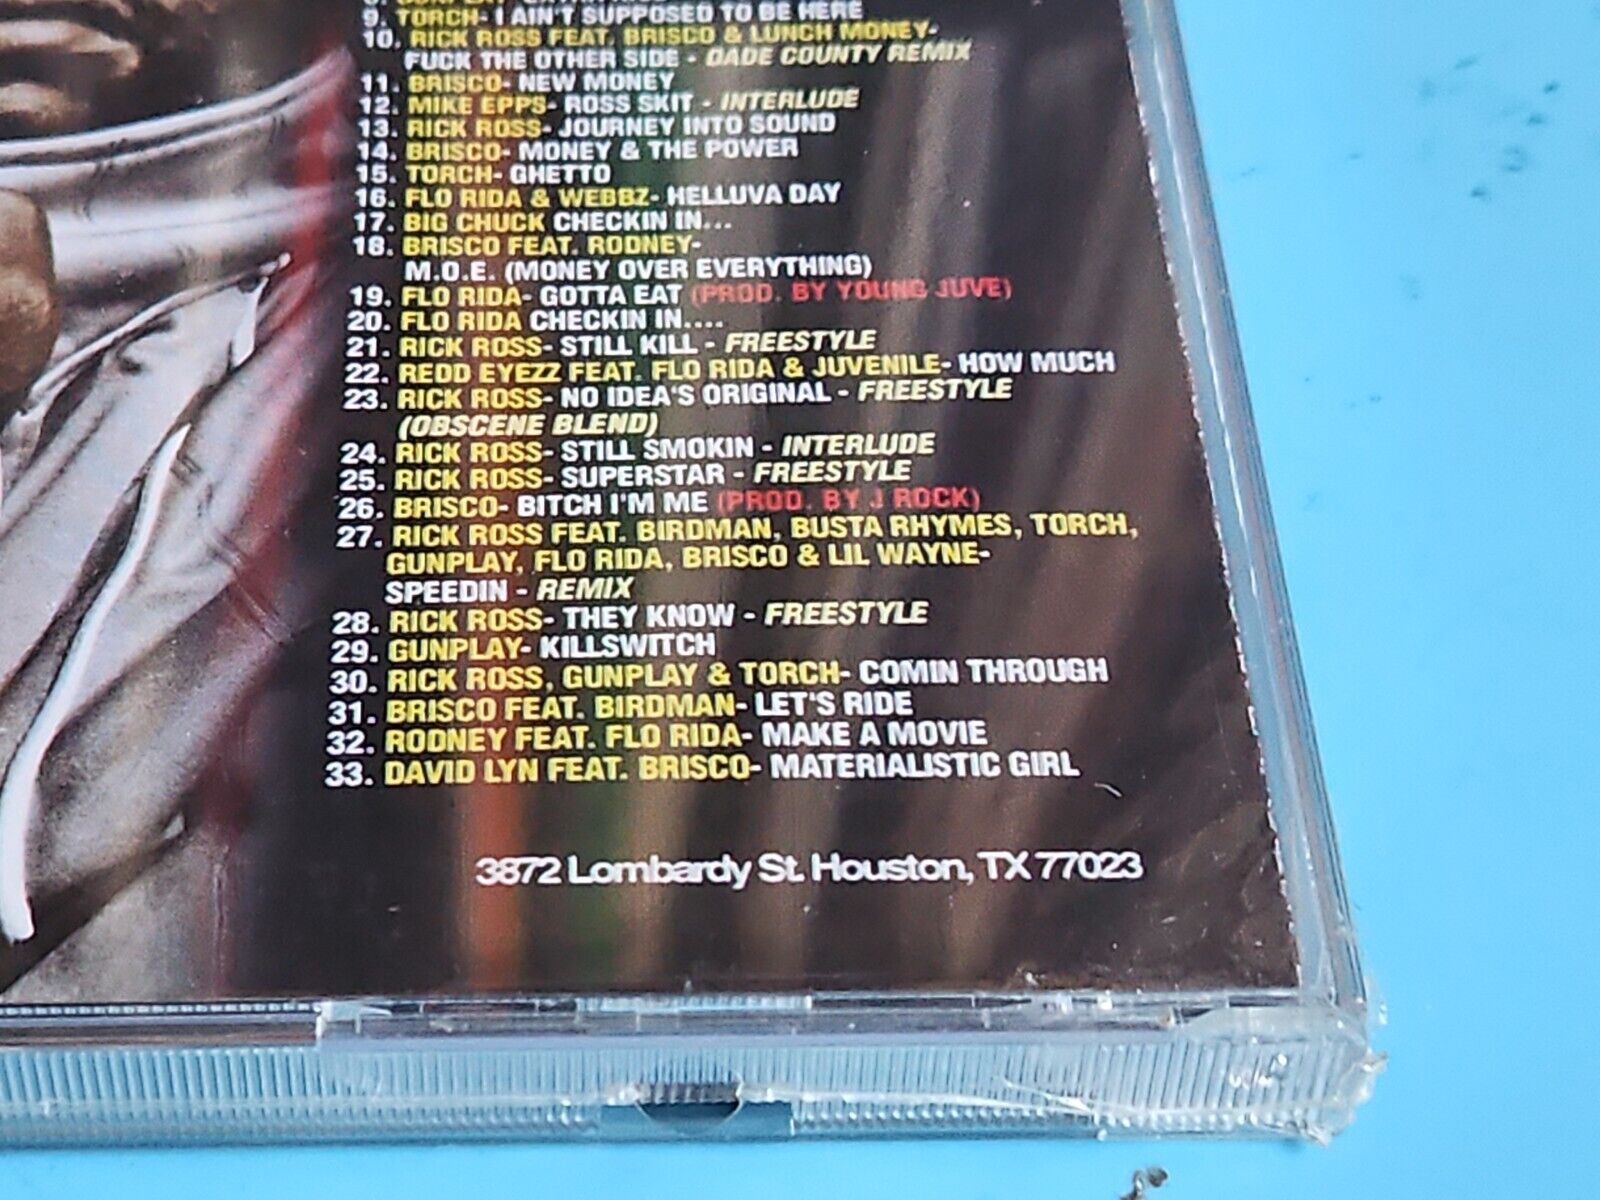 9. TORCH- I AIN'T SUPPOSED TO BE HERE
10. RICK ROSS FEAT. BRISCO & LUNCH MONEY-
FUCK THE OTHER SIDE - DADE COUNTY REMIX
11. BRISCO- NEW MONEY
12. MIKE EPPS- ROSS SKIT - INTERLUDE
13. RICK ROSS- JOURNEY INTO SOUND
14. BRISCO- MONEY & THE POWER
15. TORCH- GHETTO
16. FLO RIDA & WEBBZ- HELLUVA DAY
17. BIG CHUCK CHECKIN IN...
18. BRISCO FEAT. RODNEY-
M.O.E. (MONEY OVER EVERYTHING)
19. FLO RIDA- GOTTA EAT (PROD. BY YOUNG JUVE)
20. FLO RIDA CHECKIN IN....
21. RICK ROSS- STILL KILL - FREESTYLE
22. REDD EYEZZ FEAT. FLO RIDA & JUVENILE- HOW MUCH
23. RICK ROSS- NO IDEA'S ORIGINAL - FREESTYLE
(OBSCENE BLEND)
24. RICK ROSS- STILL SMOKIN - INTERLUDE
25. RICK ROSS- SUPERSTAR - FREESTYLE
26. BRISCO- BITCH I'M ME (PROD. BY J ROCK)
27. RICK ROSS FEAT. BIRDMAN, BUSTA RHYMES, TORCH,
GUNPLAY, FLO RIDA, BRISCO & LIL WAYNE-
SPEEDIN - REMIX
28. RICK ROSS- THEY KNOW - FREESTYLE
29. GUNPLAY- KILLSWITCH
30. RICK ROSS, GUNPLAY & TORCH- COMIN THROUGH
31. BRISCO FEAT. BIRDMAN- LET'S RIDE
32. RODNEY FEAT. FLO RIDA- MAKE A MOVIE
33. DAVID LYN FEAT. BRISCO- MATERIALISTIC GIRL
3872 Lombardy St. Houston, TX 77023